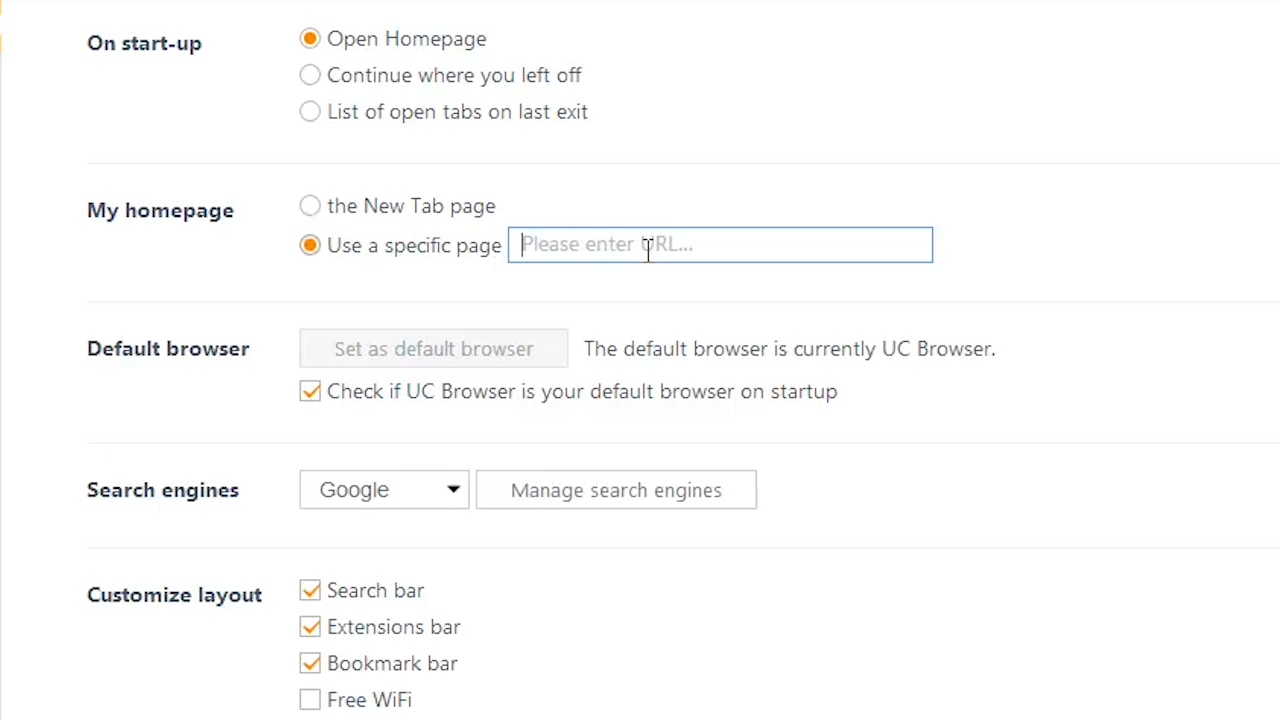 On start-up
Open Homepage
Continue where you left off
List of open tabs on last exit
My homepage
the New Tab page
Use a specific page
Please enter URL...
Default browser
Set as default browser
The default browser is currently UC Browser.
Check if UC Browser is your default browser on startup
Search engines
Google
Manage search engines
Customize layout
Search bar
Extensions bar
Bookmark bar
Free WiFi